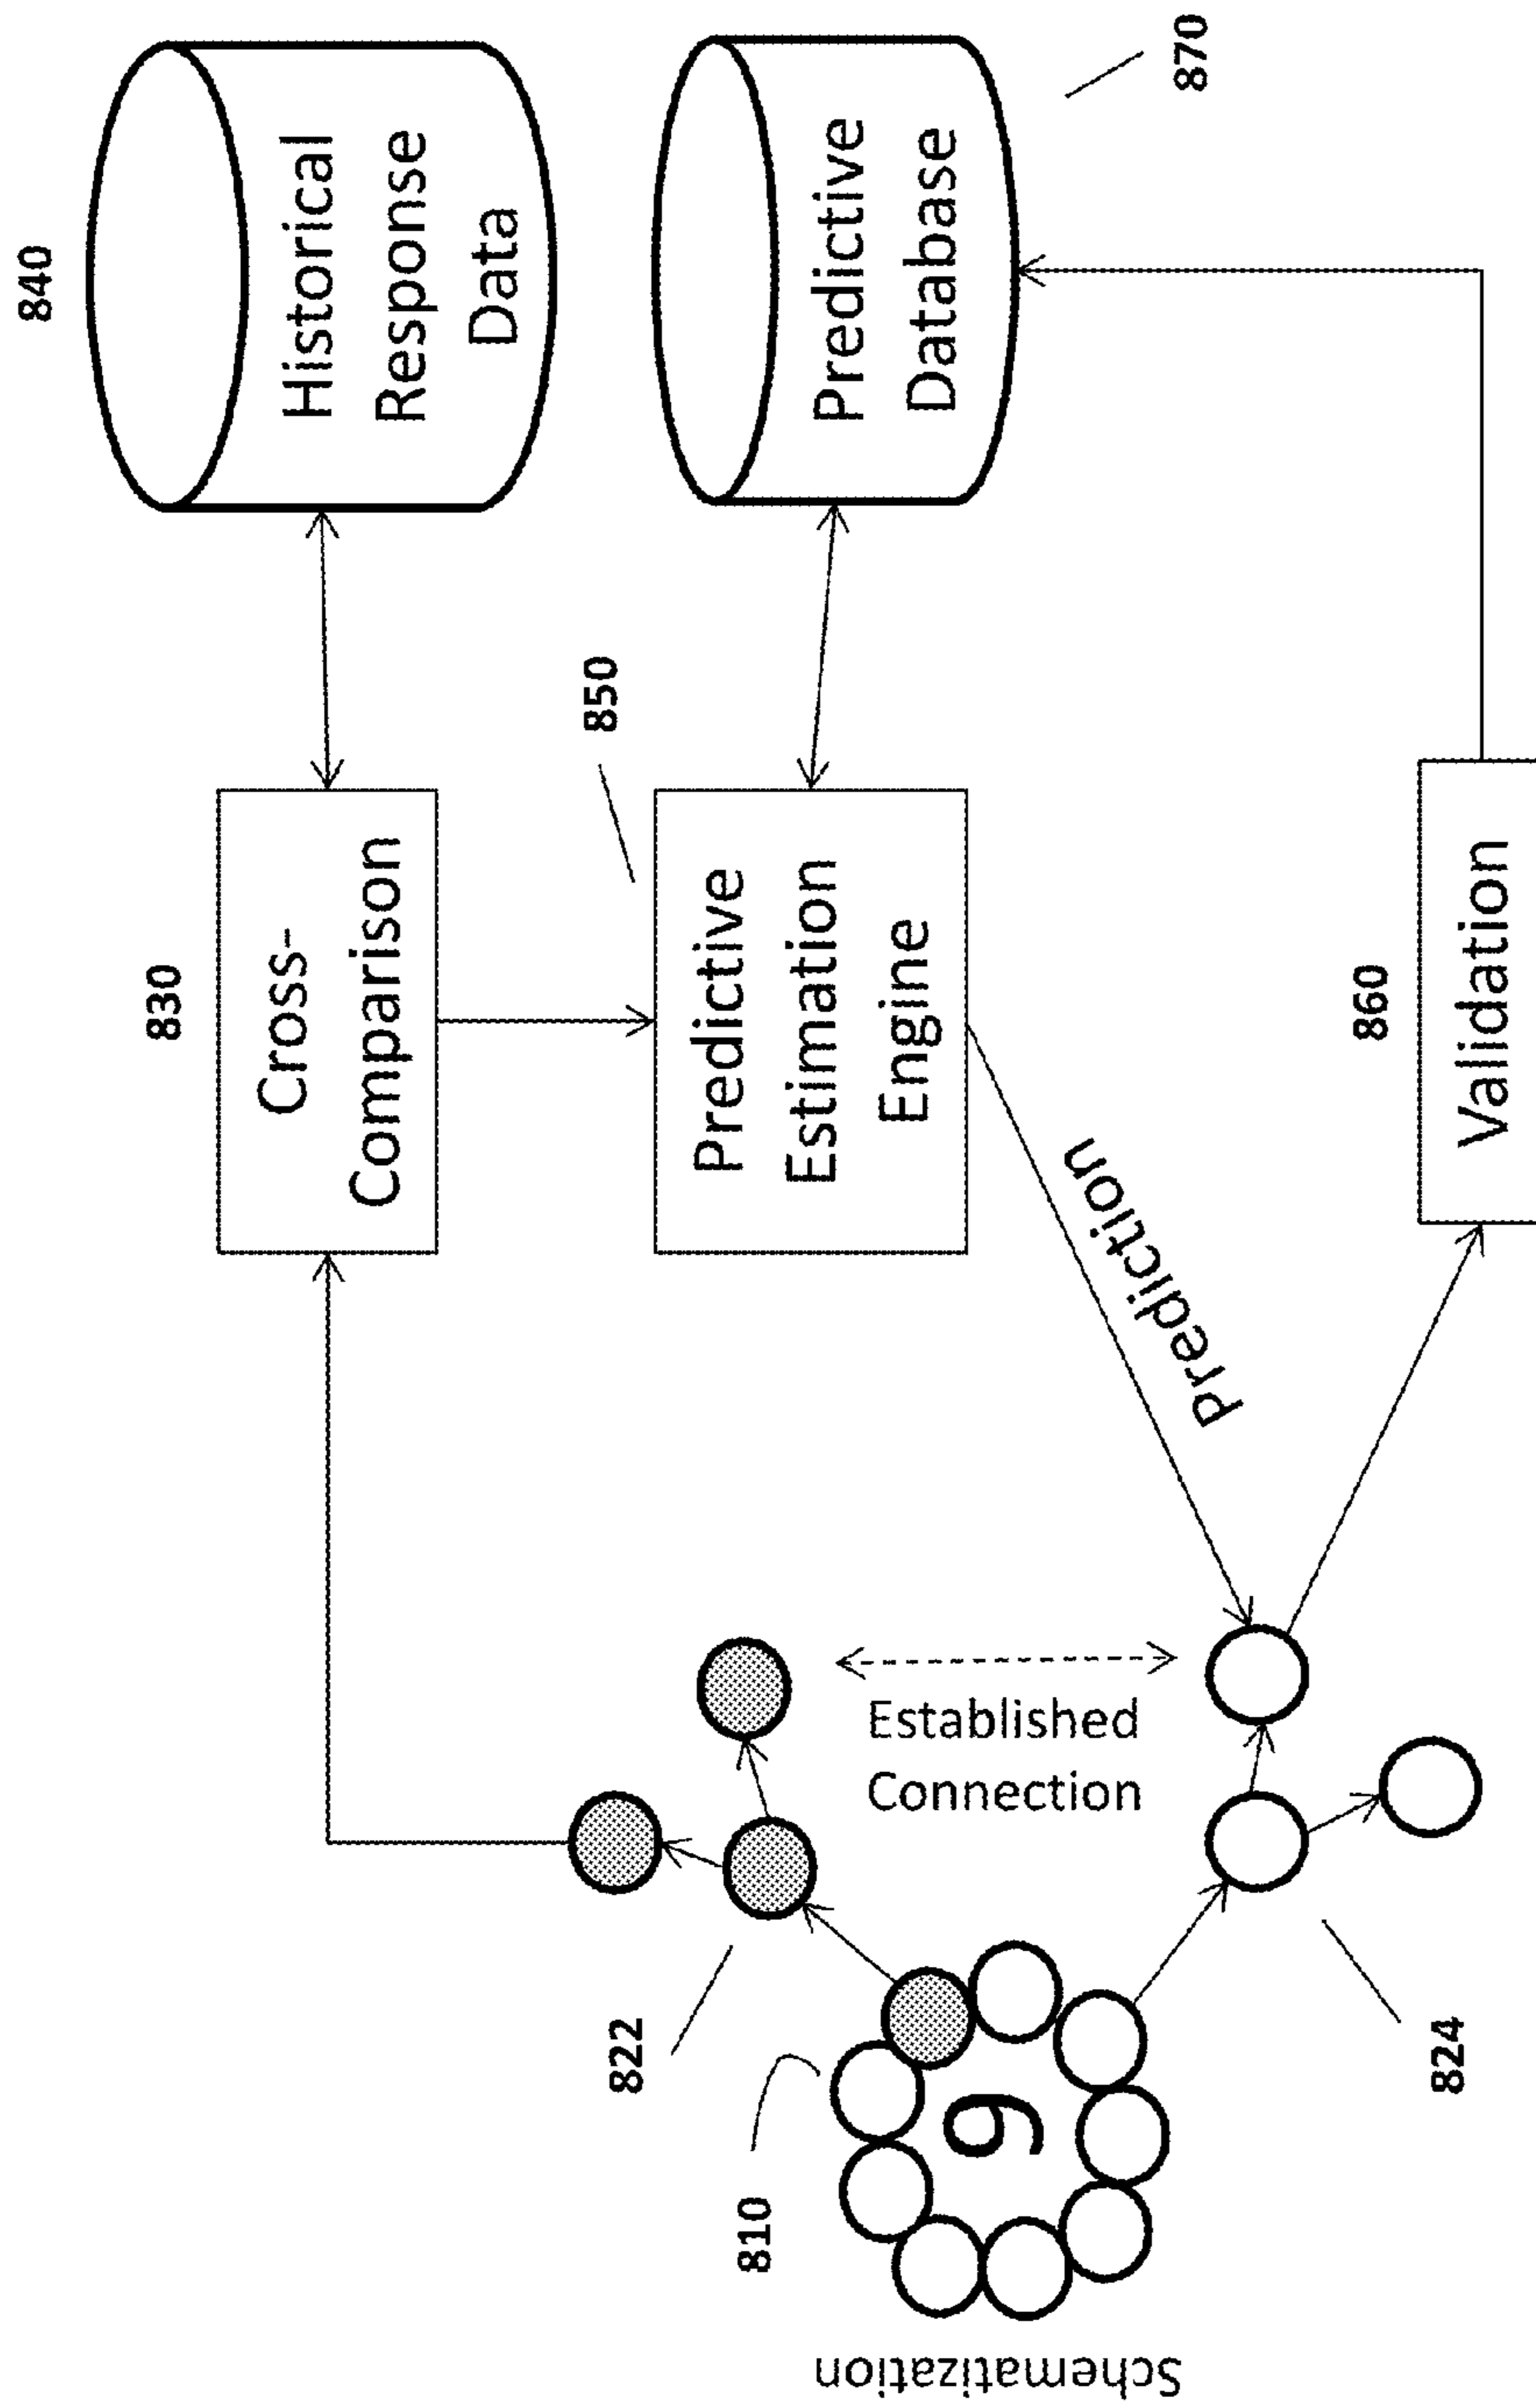 840
830
Historical
Response
Data
Cross-
Comparison
850
822
810
Predictive
Estimation
Engine
Predictive
Database
870
Schematization
9
Established
Connection
Prediction
824
860
Validation